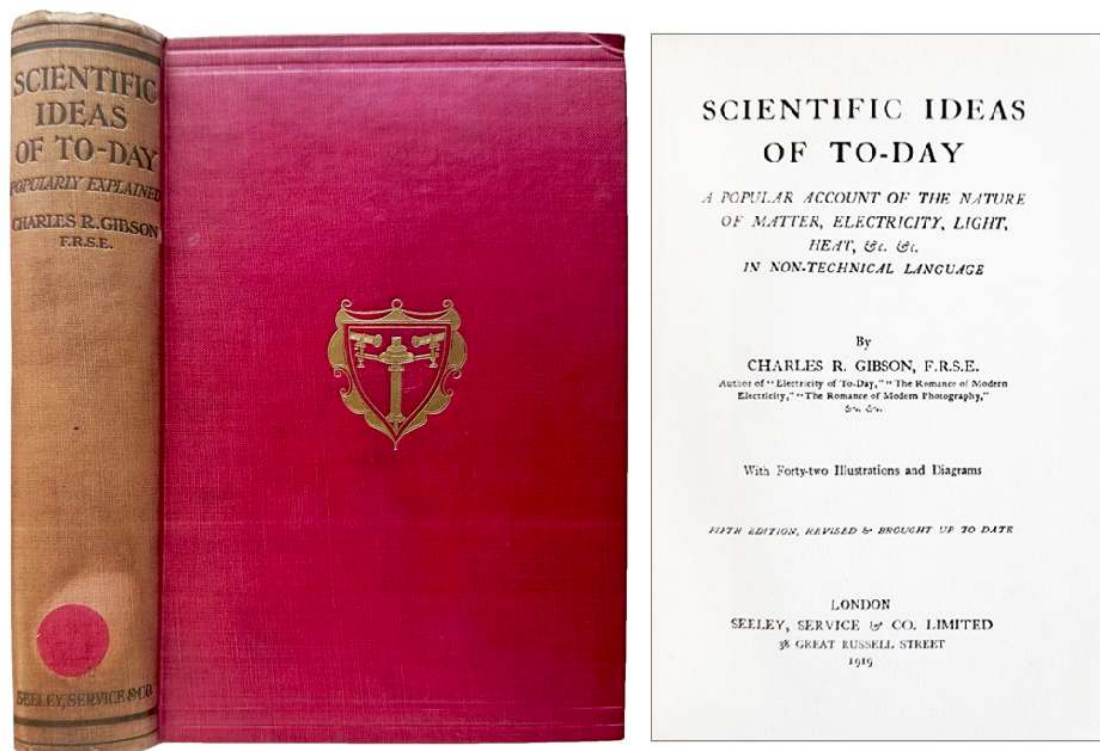 SCIENTIFIC
IDEAS
OF TO-DAY
POPULARLY EXPLAINED
CHARLES R. GIBSON
F.R.S.E.
SEELEY, SERVICE & CO.
SCIENTIFIC IDEAS
OF TO-DAY
A POPULAR ACCOUNT OF THE NATURE
OF MATTER, ELECTRICITY, LIGHT,
HEAT, &c. &c.
IN NON-TECHNICAL LANGUAGE
By
CHARLES R. GIBSON, F.R.S.E.
Author of "Electricity of To-Day," "The Romance of Modern
Electricity," "The Romance of Modern Photography,"
&c. &c.
With Forty-two Illustrations and Diagrams
FIFTH EDITION, REVISED & BROUGHT UP TO DATE
LONDON
SEELEY, SERVICE & CO. LIMITED
38 GREAT RUSSELL STREET
1919